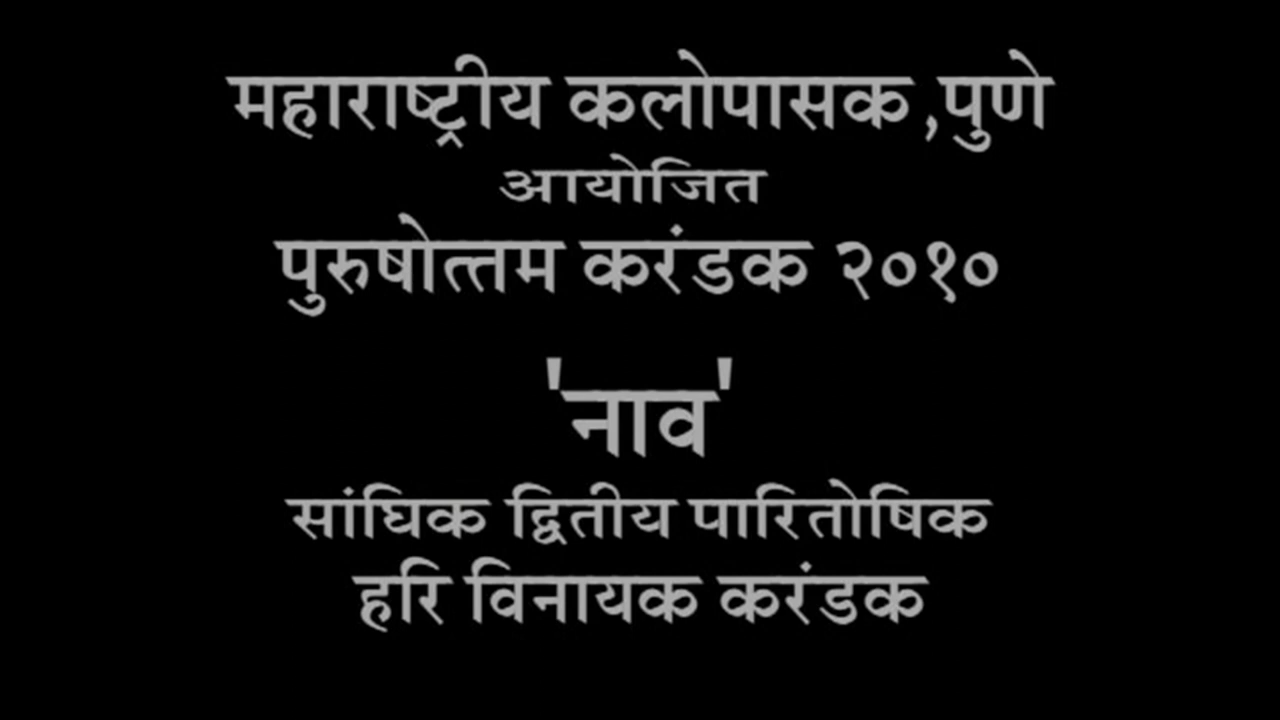 महाराष्ट्रीय कलोपासक,पुणे
आयोजित
पुरुषोत्तम करंडक २०१०
'नाव'
सांघिक द्वितीय पारितोषिक
हरि विनायक करंडक